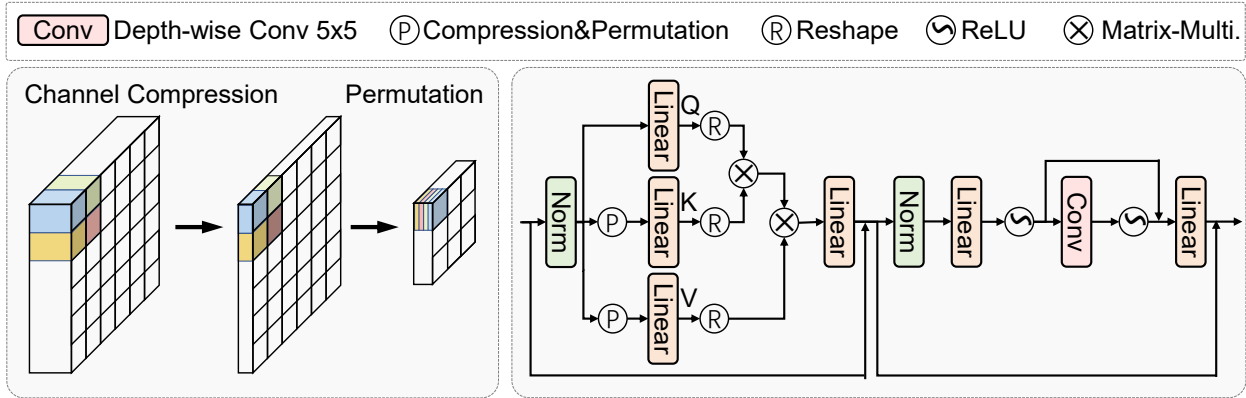 Conv Depth-wise Conv 5x5 P Compression&Permutation R Reshape ReLU Matrix-Multi.
Channel Compression Permutation
Norm
Linear Q R
P Linear K R
P Linear V R
Linear
Norm
Linear
Conv
Linear